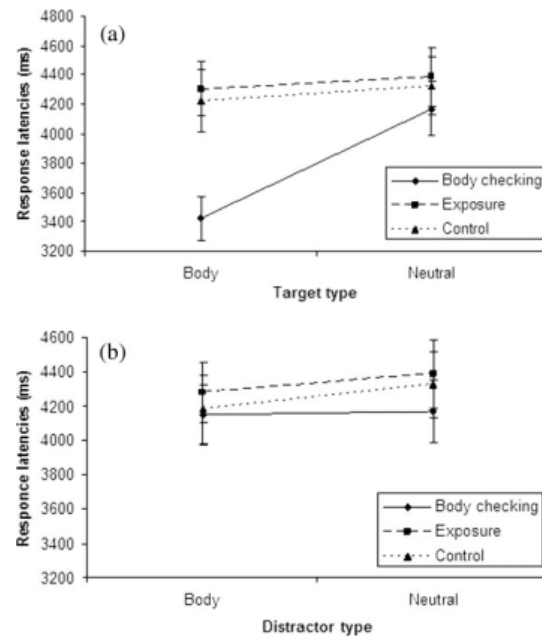 (a)
4800
4600
4400
4200
4000
3800
3600
3400
3200
Response latencies (ms)
Body checking
Exposure
Control
Body Neutral
Target type
(b)
4600
4400
4200
4000
3800
3600
3400
3200
Responce latencies (ms)
Body checking
Exposure
Control
Body Neutral
Distractor type